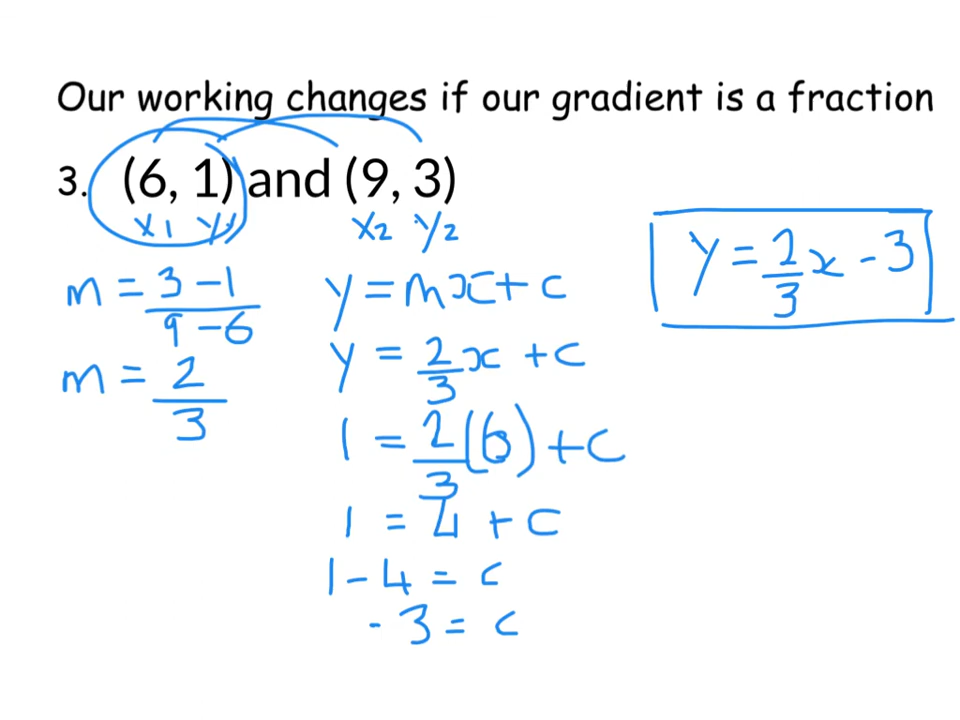 Our working changes if our gradient is a fraction
3. (6, 1) and (9, 3)
x1 y1 x2 y2
m = 3 - 1 / 9 - 6
m = 2/3
y = mx + c
y = 2/3 x + c
1 = 2/3 (6) + c
1 = 4 + c
1 - 4 = c
- 3 = c
y = 2/3 x - 3